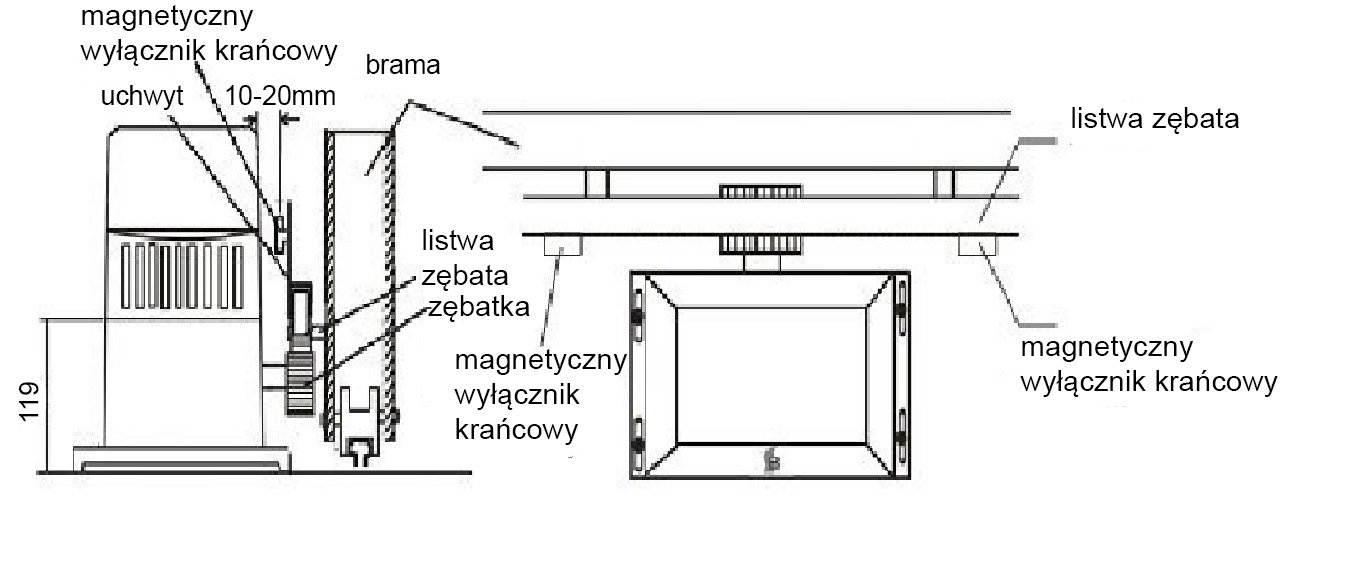 magnetyczny
wyłącznik krańcowy
uchwyt
10-20mm
brama
listwa zębata
listwa
zębata
zębatka
119
magnetyczny
wyłącznik
krańcowy
magnetyczny
wyłącznik krańcowy